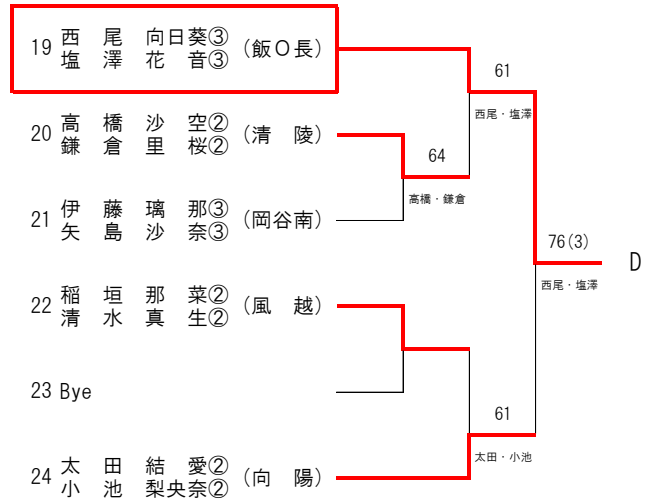 19 西尾 向日葵③ (飯O長)
塩澤 花音③
61
西尾・塩澤
20 高橋 沙空② (清 陵)
鎌倉 里桜②
64
高橋・鎌倉
21 伊藤 璃那③ (岡谷南)
矢島 沙奈③
76(3)
D
西尾・塩澤
22 稲垣 那菜② (風 越)
清水 真生②
23 Bye
61
太田・小池
24 太田 結愛② (向 陽)
小池 梨央奈②